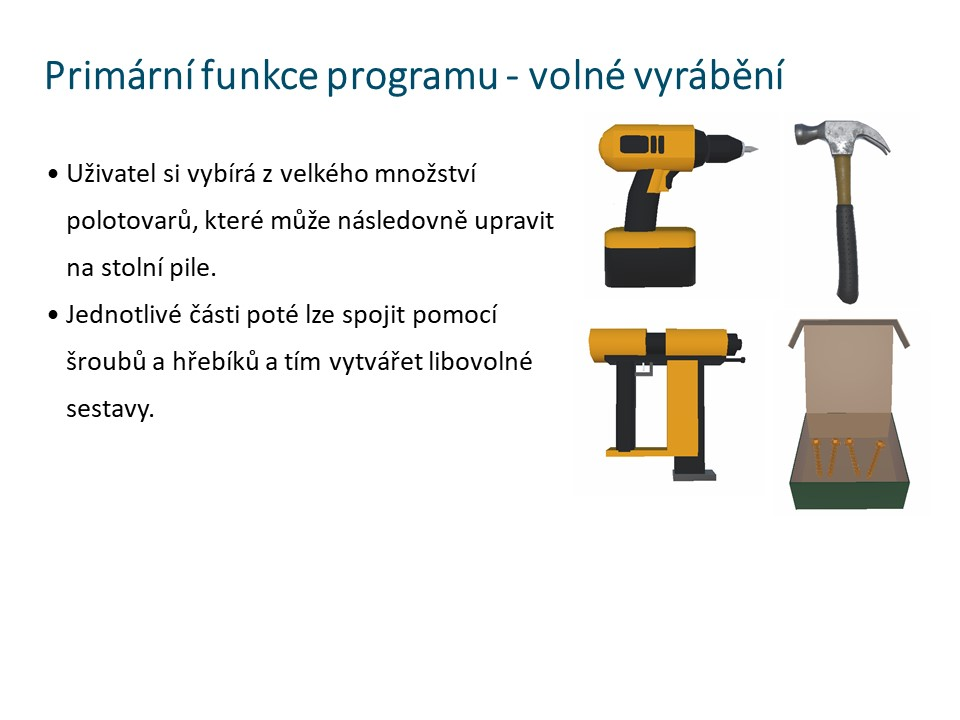 Primární funkce programu - volné vyrábění
• Uživatel si vybírá z velkého množství
polotovarů, které může následovně upravit
na stolní pile.
• Jednotlivé části poté lze spojit pomocí
šroubů a hřebíků a tím vytvářet libovolné
sestavy.